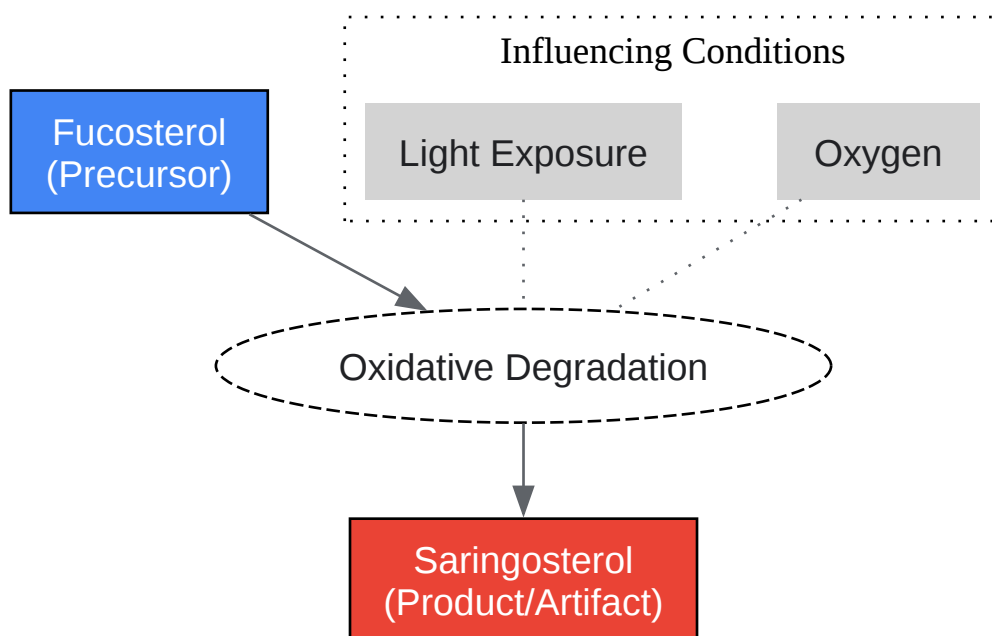 Influencing Conditions
Fucosterol
(Precursor)
Light Exposure
Oxygen
Oxidative Degradation
Saringosterol
(Product/Artifact)